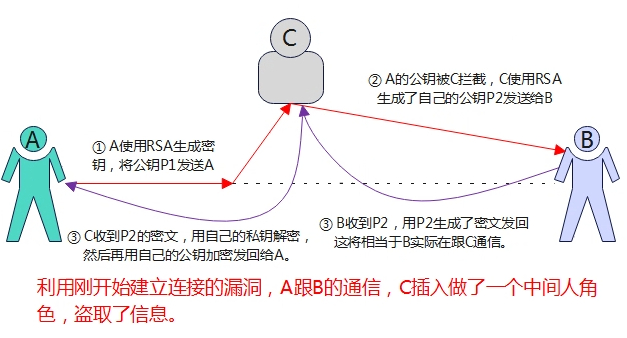 C
② A的公钥被C拦截，C使用RSA
生成了自己的公钥P2发送给B
A
B
① A使用RSA生成密
钥，将公钥P1发送A
③ C收到P2的密文，用自己的私钥解密，
然后再用自己的公钥加密发回给A。
③ B收到P2，用P2生成了密文发回
这将相当于B实际在跟C通信。
利用刚开始建立连接的漏洞，A跟B的通信，C插入做了一个中间人角
色，盗取了信息。